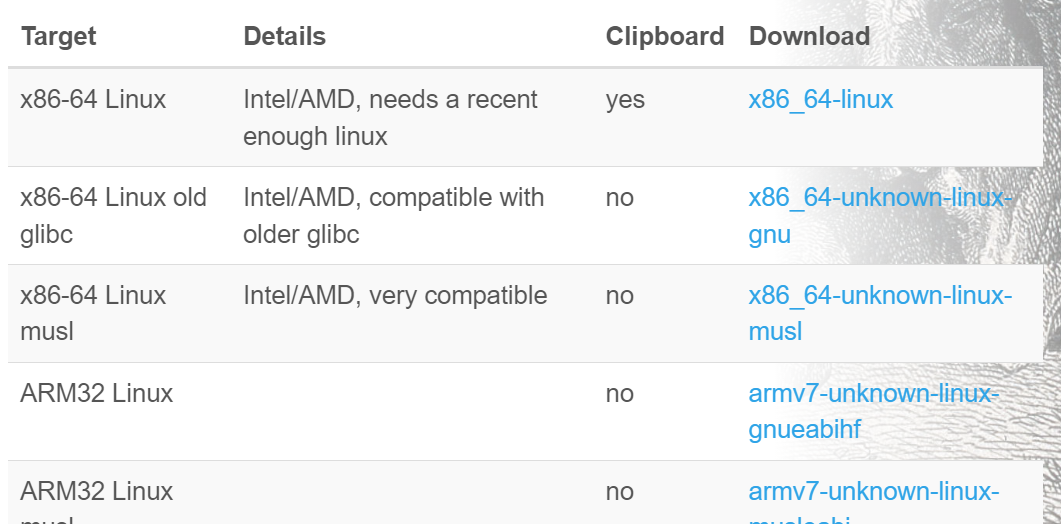 Target Details Clipboard Download
x86-64 Linux Intel/AMD, needs a recent enough linux yes x86_64-linux
x86-64 Linux old glibc Intel/AMD, compatible with older glibc no x86_64-unknown-linux-gnu
x86-64 Linux musl Intel/AMD, very compatible no x86_64-unknown-linux-musl
ARM32 Linux no armv7-unknown-linux-gnueabihf
ARM32 Linux musl no armv7-unknown-linux-musleabi